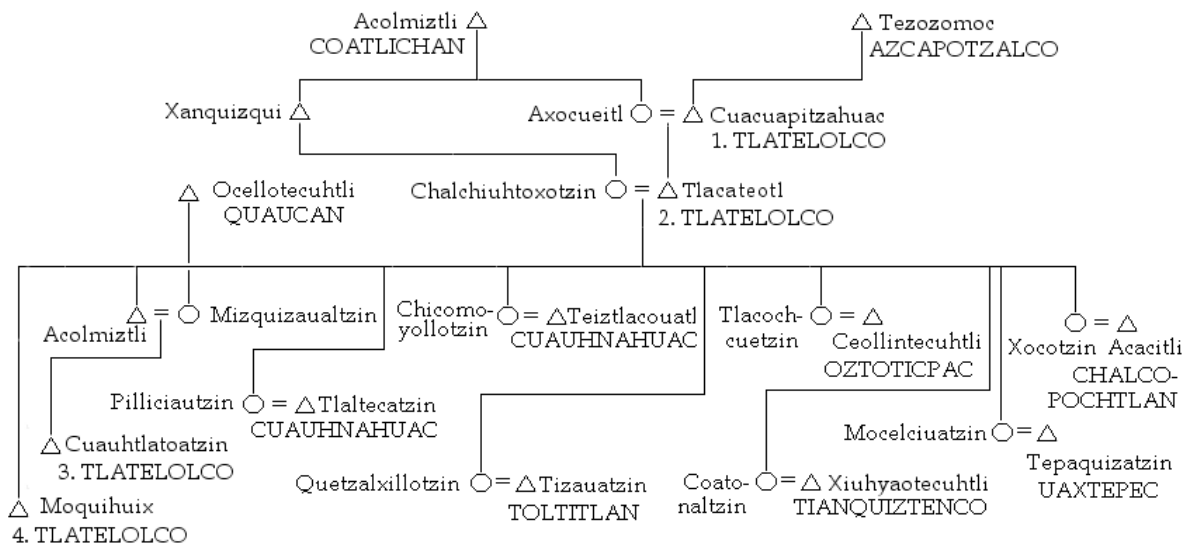 Acolmiztli
COATLICHAN
Tezozomoc
AZCAPOTZALCO
Xanquizqui
Axocueitl = Cuacuapitzahuac
1. TLATELOLCO
Ocellotecuhtli
QUAUCAN
Chalchiuhtoxotzin = Tlacateotl
2. TLATELOLCO
Acolmiztli = Mizquizaualtzin
Chicomo-
yollotzin = Teiztlacouatl
CUAUHNAHUAC
Tlacoch-
cuetzin =
Ceollintecuhtli
OZTOTICPAC
=
Xocotzin Acacitli
CHALCO-
POCHTLAN
Pilliciautzin = Tlaltecatzin
CUAUHNAHUAC
Cuauhtlatoatzin
3. TLATELOLCO
Mocelciuatzin =
Tepaquizatzin
UAXTEPEC
Quetzalxillotzin = Tizauatzin
TOLTITLAN
Coato-
naltzin = Xiuhyaotecuhtli
TIANQUIZTENCO
Moquihuix
4. TLATELOLCO